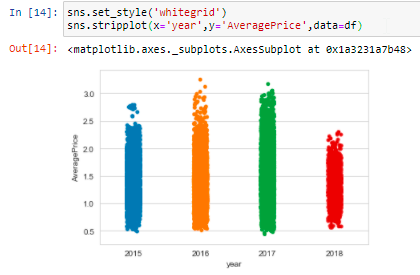 In [14]: sns.set_style('whitegrid')
sns.stripplot(x='year',y='AveragePrice',data=df)
Out[14]: <matplotlib.axes._subplots.AxesSubplot at 0x1a3231a7b48>
3.0
2.5
2.0
1.5
1.0
0.5
AveragePrice
2015 2016 2017 2018
year